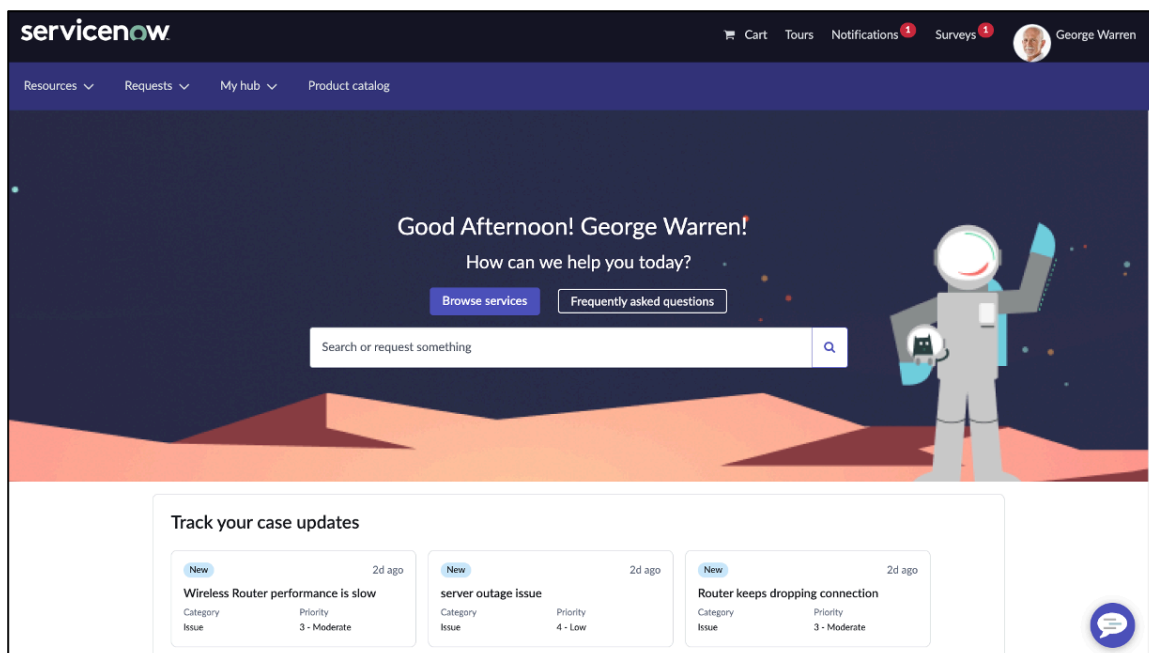 servicenow
Cart Tours Notifications 1 Surveys 1 George Warren
Resources Requests My hub Product catalog
Good Afternoon! George Warren!
How can we help you today?
Browse services Frequently asked questions
Search or request something
Track your case updates
New 2d ago
Wireless Router performance is slow
Category Priority
Issue 3 - Moderate
New 2d ago
server outage issue
Category Priority
Issue 4 - Low
New 2d ago
Router keeps dropping connection
Category Priority
Issue 3 - Moderate